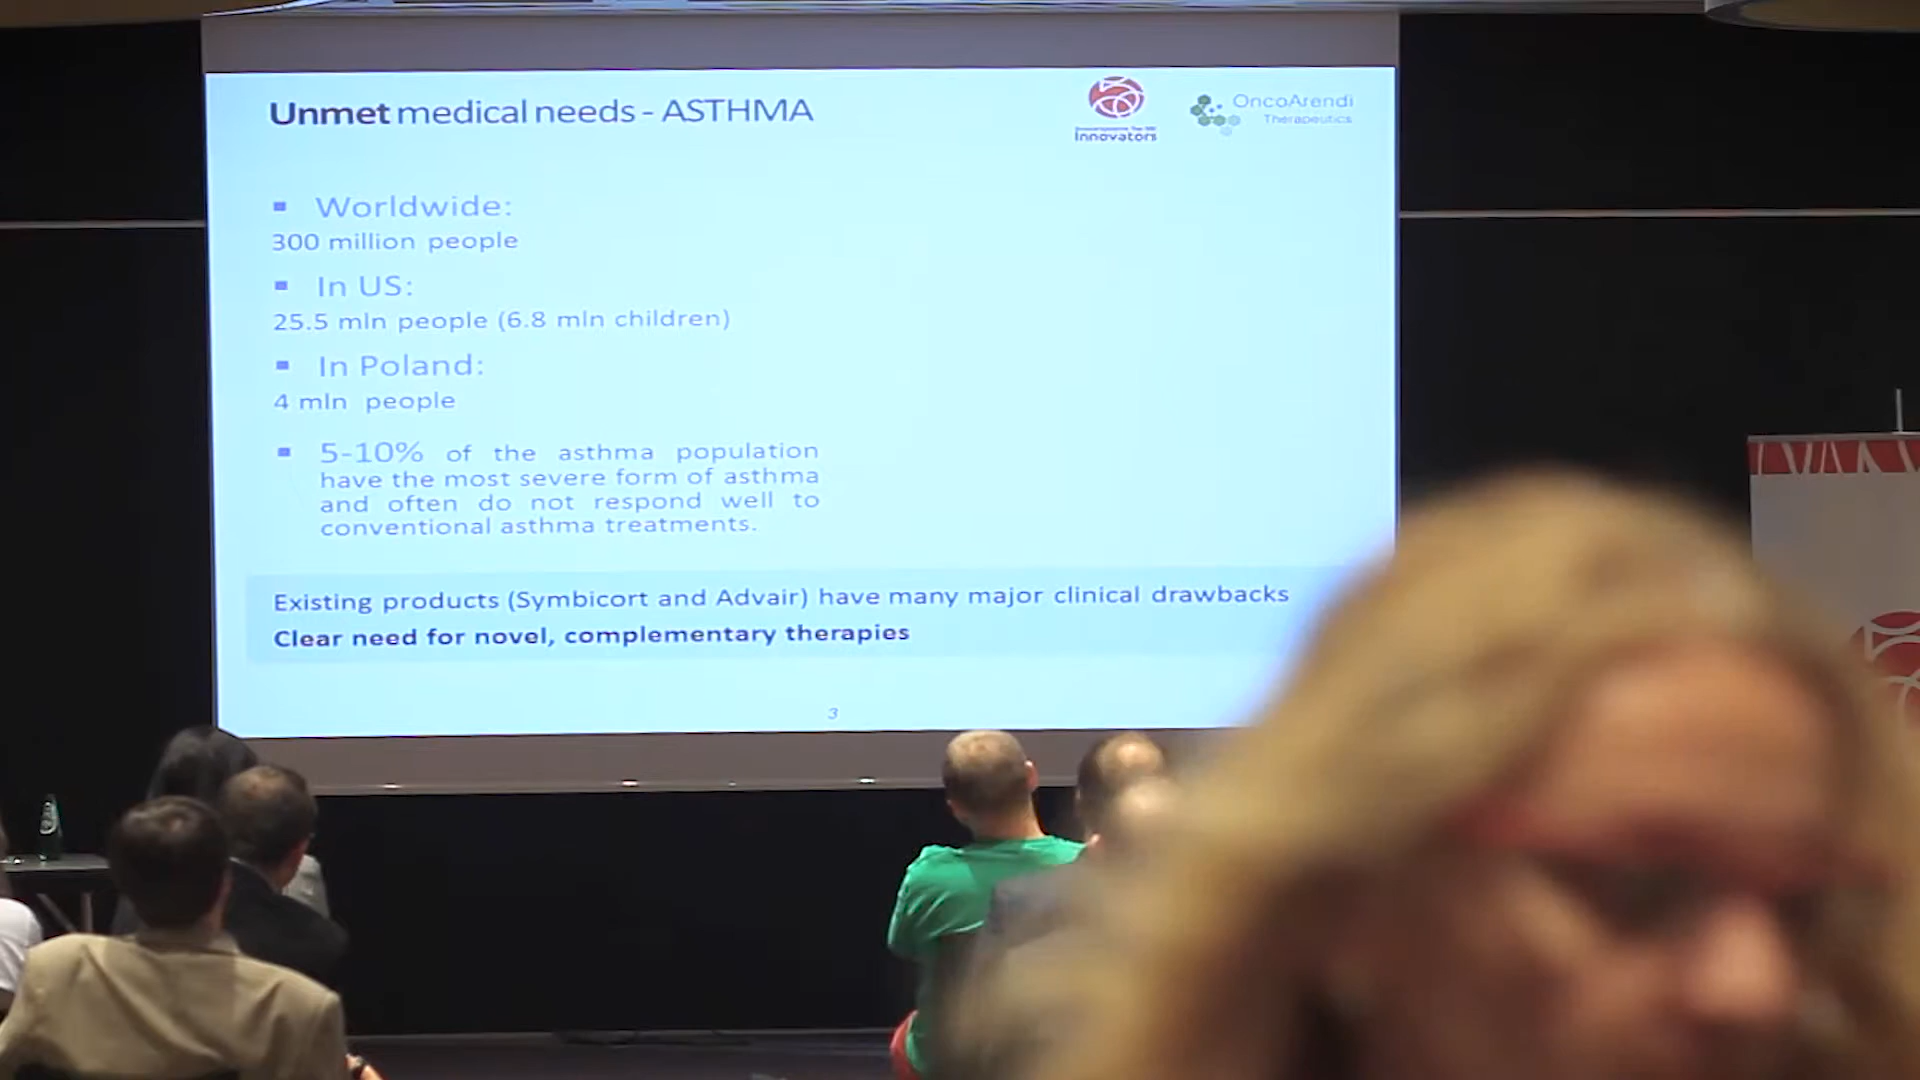 Unmet medical needs - ASTHMA
Innovators
OncoArendi
Therapeutics
▪ Worldwide:
300 million people
▪ In US:
25.5 mln people (6.8 mln children)
▪ In Poland:
4 mln people
▪ 5-10% of the asthma population
have the most severe form of asthma
and often do not respond well to
conventional asthma treatments.
Existing products (Symbicort and Advair) have many major clinical drawbacks
Clear need for novel, complementary therapies
3